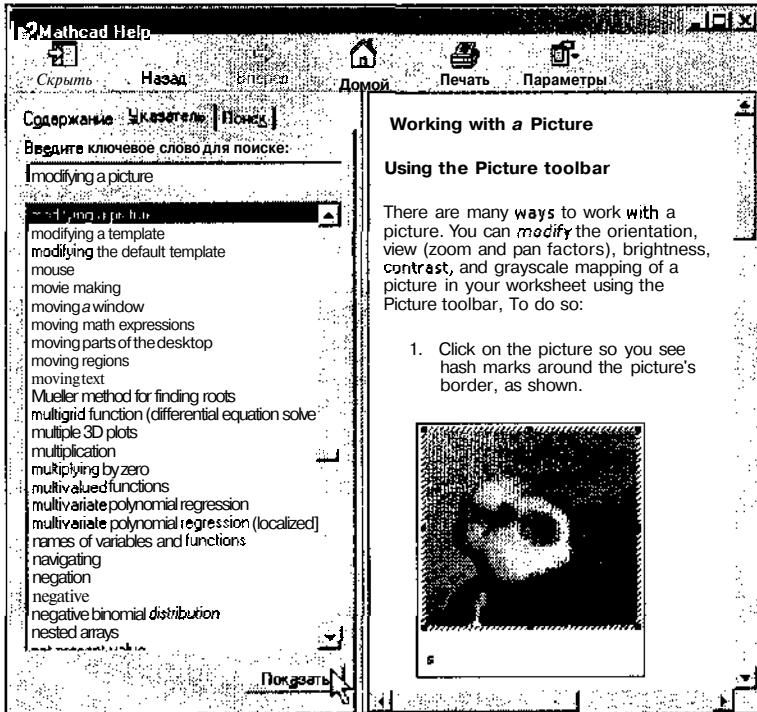 Mathcad Help
Скрыть Назад Вперед Домой Печать Параметры
Содержание Указатель Поиск
Введите ключевое слово для поиске:
modifying a picture
modifying a picture
modifying a template
modifying the default template
mouse
movie making
moving a window
moving math expressions
moving parts of the desktop
moving regions
moving text
Mueller method for finding roots
multigrid function (differential equation solve
multiple 3D plots
multiplication
multiplying by zero
multivalued functions
multivariate polynomial regression
multivariate polynomial regression (localized]
names of variables and functions
navigating
negation
negative
negative binomial distribution
nested arrays
Показать
Working with a Picture
Using the Picture toolbar
There are many ways to work with a
picture. You can modify the orientation,
view (zoom and pan factors), brightness,
contrast, and grayscale mapping of a
picture in your worksheet using the
Picture toolbar, To do so:
1. Click on the picture so you see
hash marks around the picture's
border, as shown.